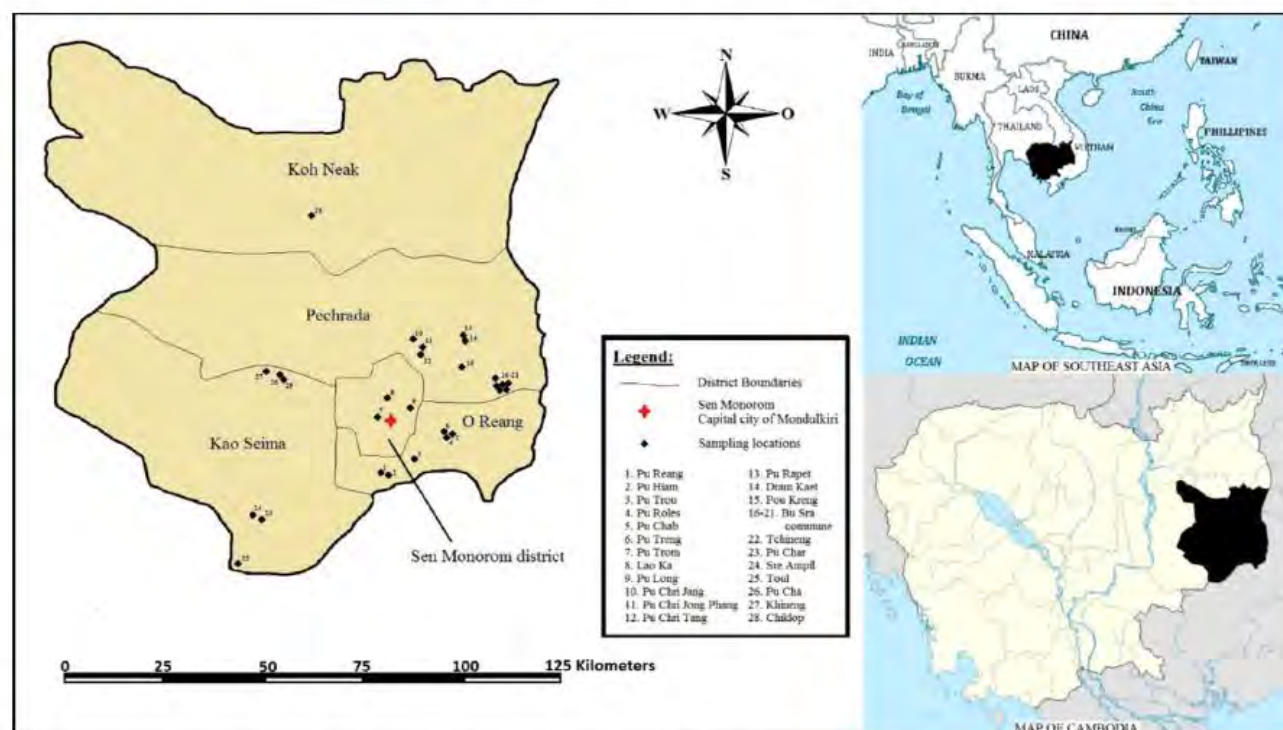 Koh Neak
28
Pechrada
Kao Seima
O Reang
Sen Monorom district
N
W
O
S
0
50
75
100
125 Kilometers
Legend:
District Boundaries
Sen Monorom
Capital city of Mondulkiri
Sampling locations
1. Pu Reang
2. Pu Hiam
3. Pu Trou
4. Pu Roles
5. Pu Chab
6. Pu Treng
7. Pu Trom
8. Lao Ka
9. Pu Long
10. Pu Chri Jang
11. Pu Chri Jong Phang
12. Pu Chri Tang
13. Pu Rapet
14. Dram Kaet
15. Pou Kreng
16-21. Bu Sra
commune
22. Tchineng
23. Pu Char
24. Sre Ampil
25. Toul
26. Pu Cha
27. Khineng
28. Chiklop
CHINA
TAIWAN
INDIA
BURMA
LAOS
Bay of
Bengal
South
China
Sea
THAILAND
VIETNAM
PHILLIPINES
MALAYSIA
INDONESIA
INDIAN
OCEAN
MAP OF SOUTHEAST ASIA
MAP OF CAMBODIA